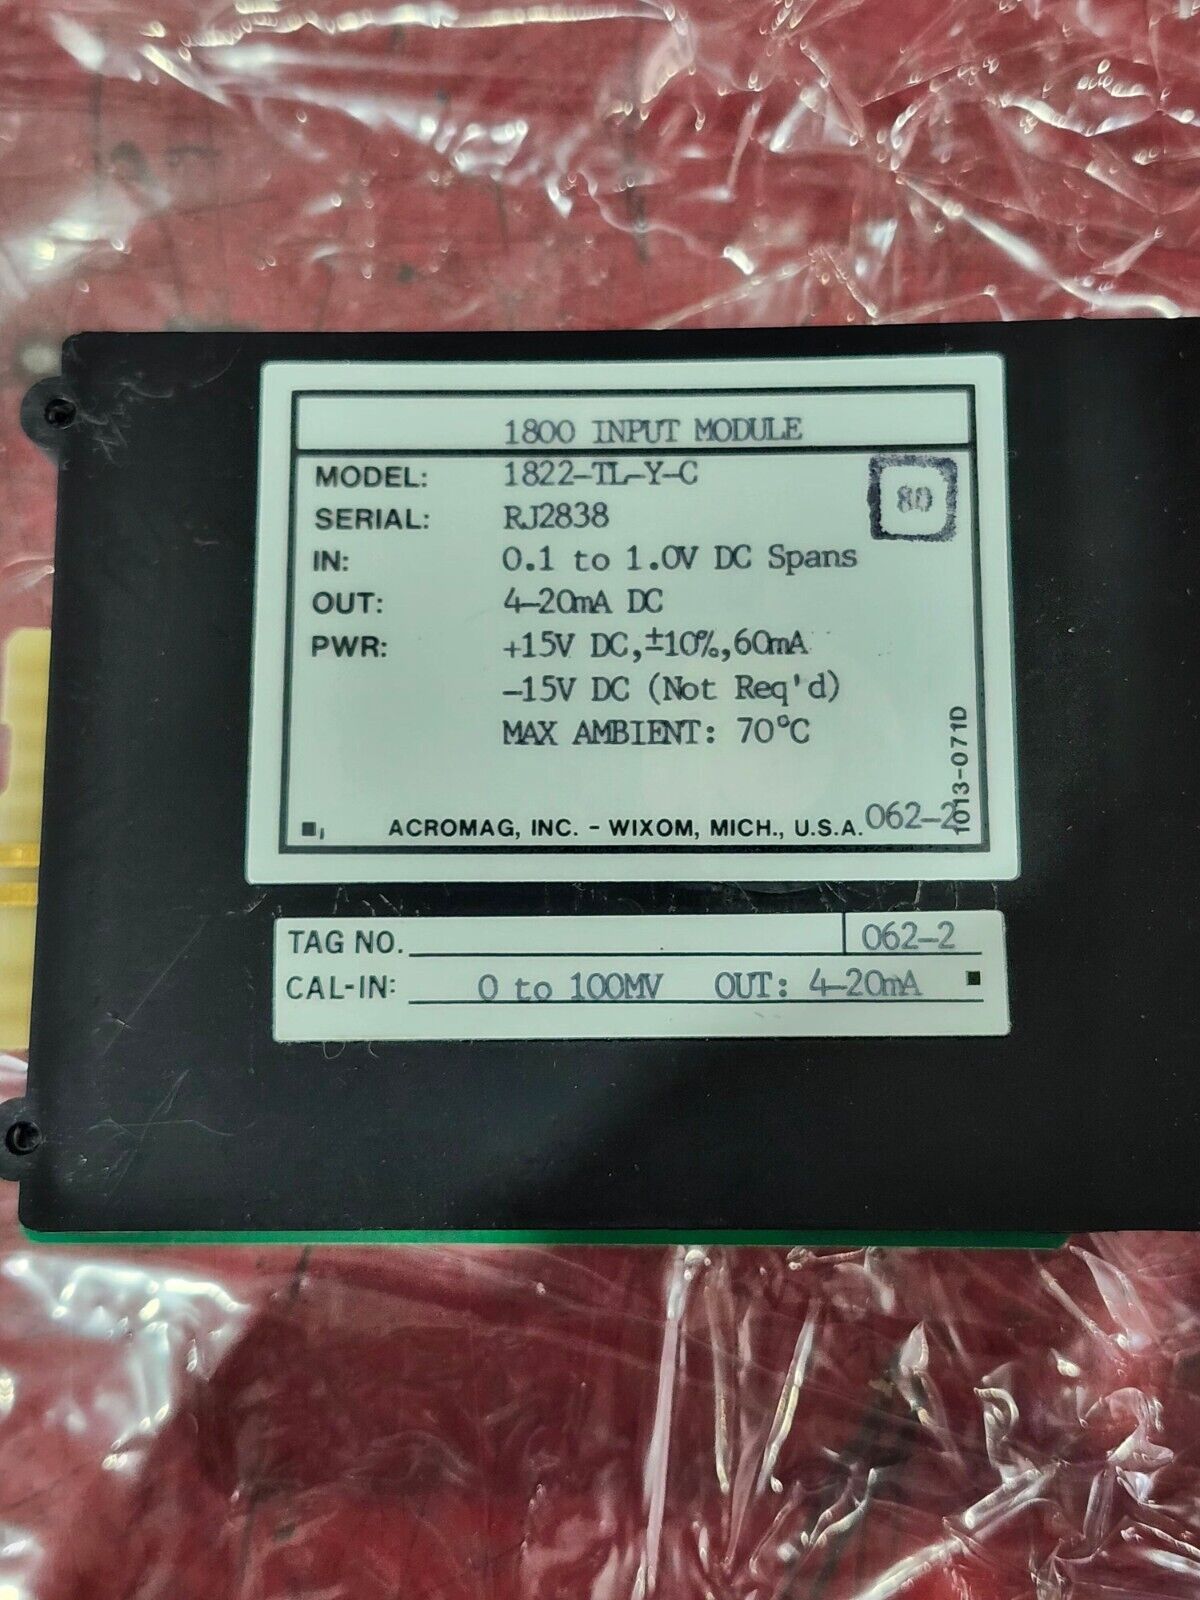 1800 INPUT MODULE
MODEL: 1822-TL-Y-C
80
SERIAL: RJ2838
IN: 0.1 to 1.0V DC Spans
OUT: 4-20mA DC
PWR: +15V DC,±10%,60mA
-15V DC (Not Req'd)
MAX AMBIENT: 70°C
1013-071D
ACROMAG, INC. - WIXOM, MICH., U.S.A. 062-2
TAG NO. 062-2
CAL-IN: 0 to 100MV OUT: 4-20mA